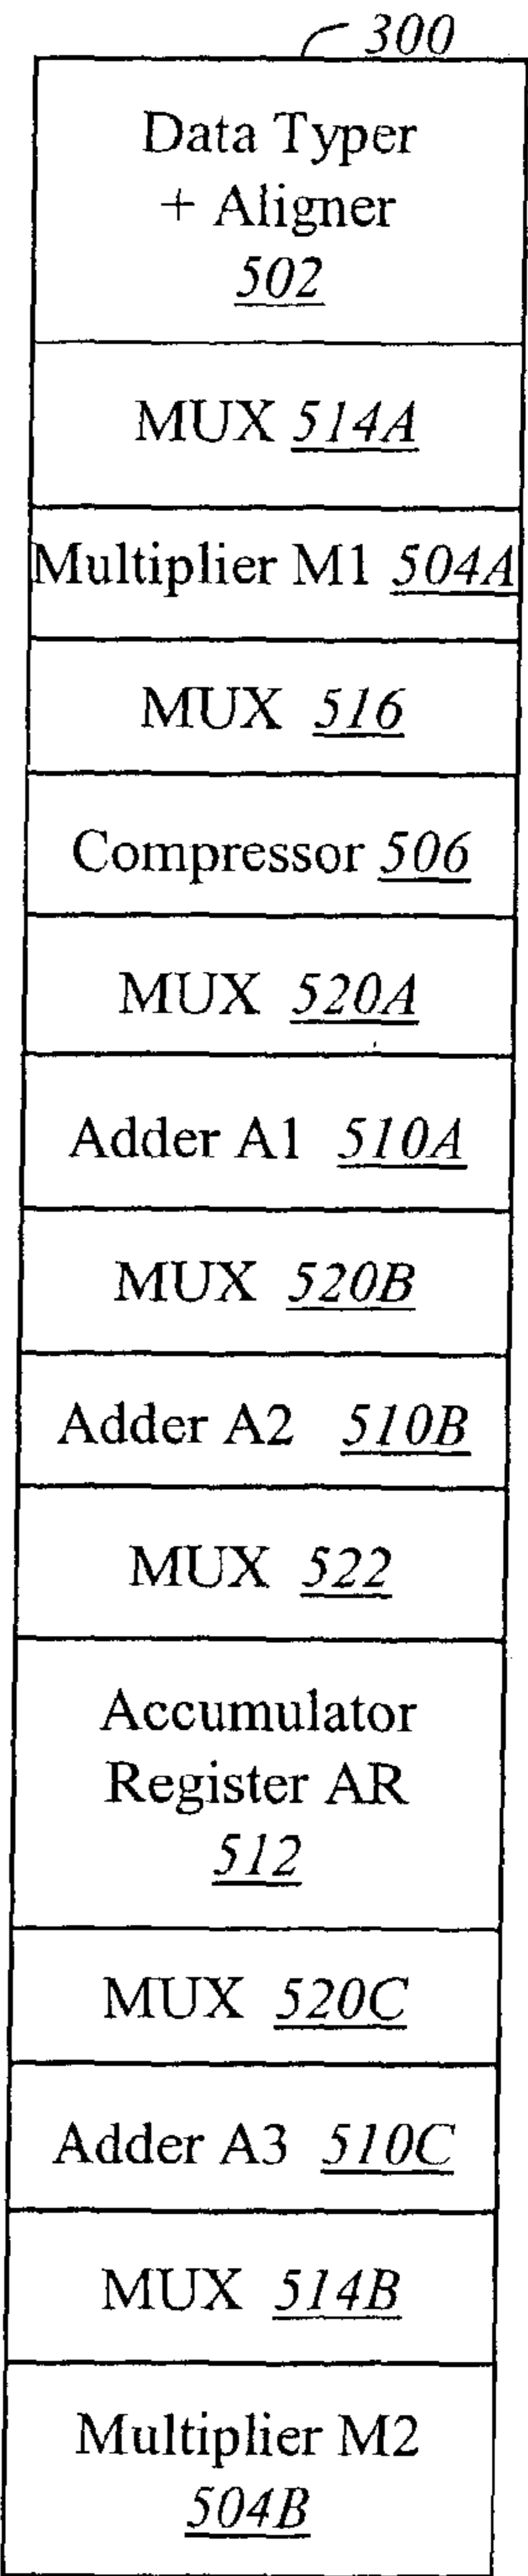 300
Data Typer
+ Aligner
502
MUX 514A
Multiplier M1 504A
MUX 516
Compressor 506
MUX 520A
Adder A1 510A
MUX 520B
Adder A2 510B
MUX 522
Accumulator
Register AR
512
MUX 520C
Adder A3 510C
MUX 514B
Multiplier M2
504B